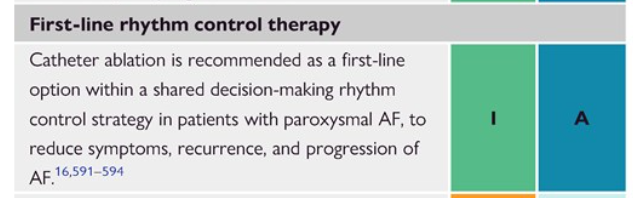 First-line rhythm control therapy
Catheter ablation is recommended as a first-line
option within a shared decision-making rhythm
control strategy in patients with paroxysmal AF, to
I
A
reduce symptoms, recurrence, and progression of
AF.16,591–594